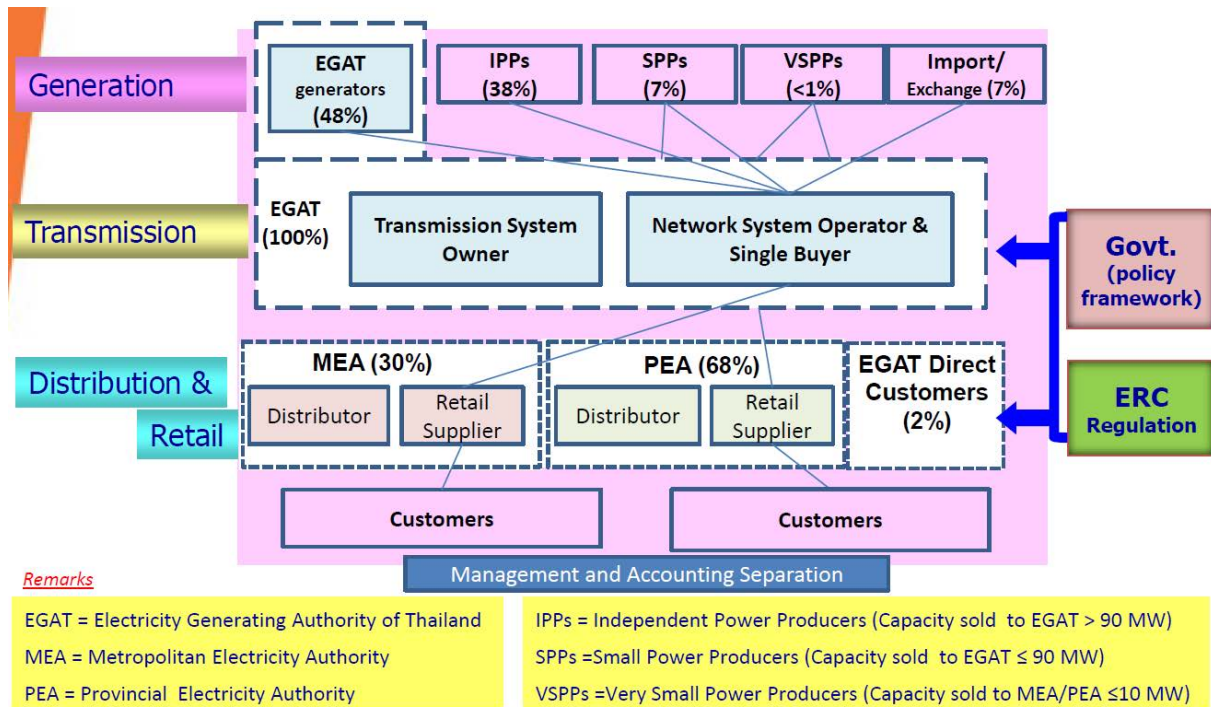 Generation
EGAT
generators
(48%)
IPPs
(38%)
SPPs
(7%)
VSPPs
(<1%)
Import/
Exchange (7%)
Transmission
EGAT
(100%)
Transmission System
Owner
Network System Operator &
Single Buyer
Govt.
(policy
framework)
Distribution &
Retail
MEA (30%)
Distributor
Retail
Supplier
PEA (68%)
Distributor
Retail
Supplier
EGAT Direct
Customers
(2%)
ERC
Regulation
Customers
Customers
Management and Accounting Separation
Remarks
EGAT = Electricity Generating Authority of Thailand
MEA = Metropolitan Electricity Authority
PEA = Provincial Electricity Authority
IPPs = Independent Power Producers (Capacity sold to EGAT > 90 MW)
SPPs =Small Power Producers (Capacity sold to EGAT ≤ 90 MW)
VSPPs =Very Small Power Producers (Capacity sold to MEA/PEA ≤10 MW)